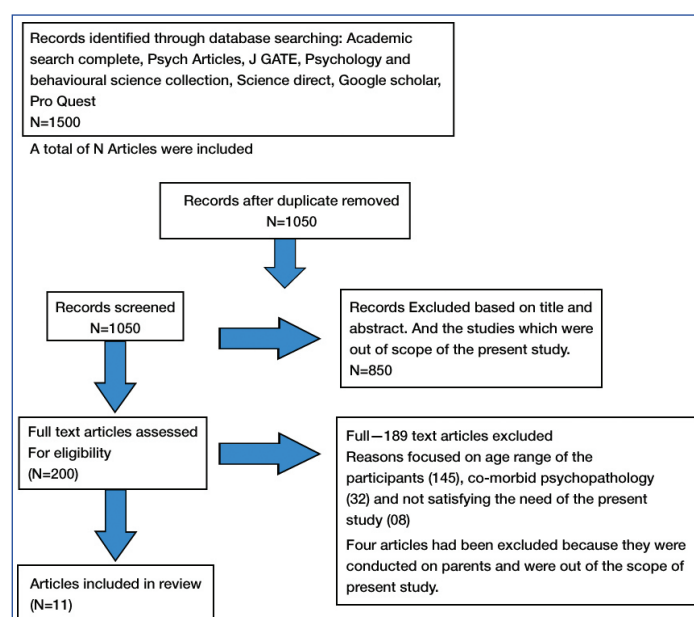 Records identified through database searching: Academic
search complete, Psych Articles, J GATE, Psychology and
behavioural science collection, Science direct, Google scholar,
Pro Quest
N=1500
A total of N Articles were included
Records after duplicate removed
N=1050
Records screened
N=1050
Records Excluded based on title and
abstract. And the studies which were
out of scope of the present study.
N=850
Full text articles assessed
For eligibility
(N=200)
Full—189 text articles excluded
Reasons focused on age range of the
participants (145), co-morbid psychopathology
(32) and not satisfying the need of the present
study (08)
Four articles had been excluded because they were
conducted on parents and were out of the scope of
present study.
Articles included in review
(N=11)